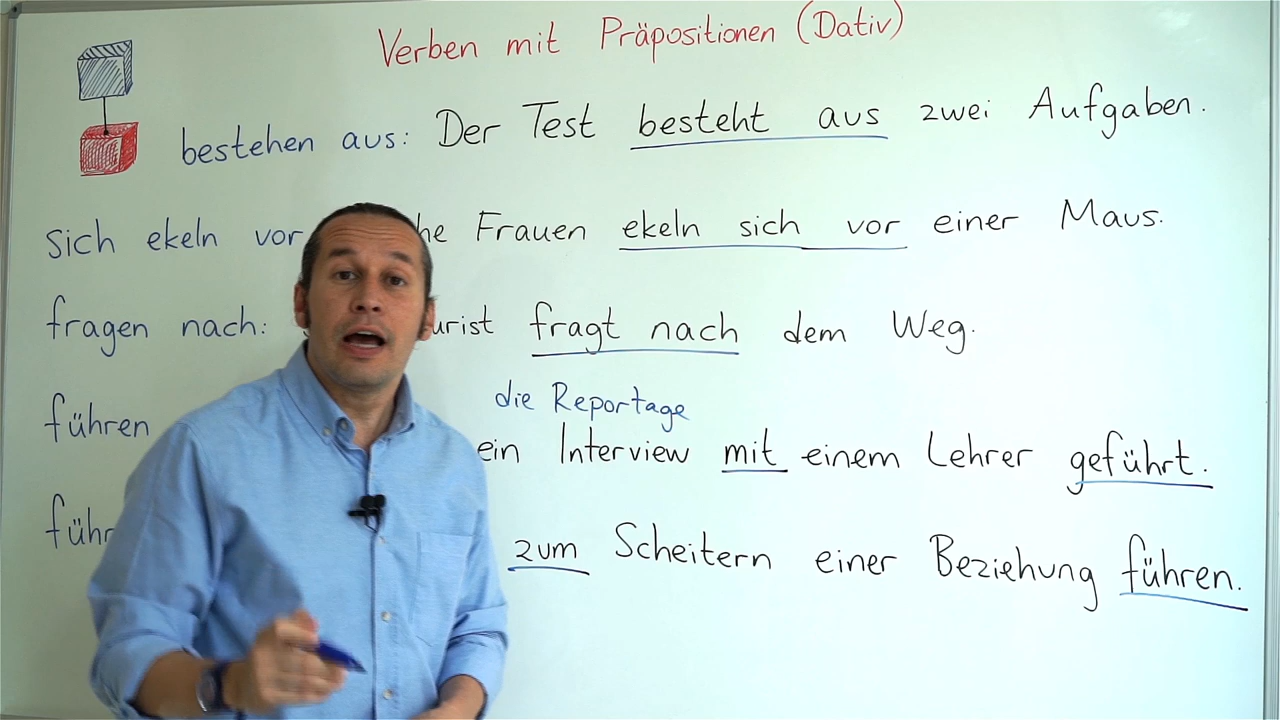 Verben mit Präpositionen (Dativ)
bestehen aus: Der Test besteht aus zwei Aufgaben.
sich ekeln vor Frauen ekeln sich vor einer Maus.
fragen nach: fragt nach dem Weg.
die Reportage
führen ein Interview mit einem Lehrer geführt.
zum Scheitern einer Beziehung führen.